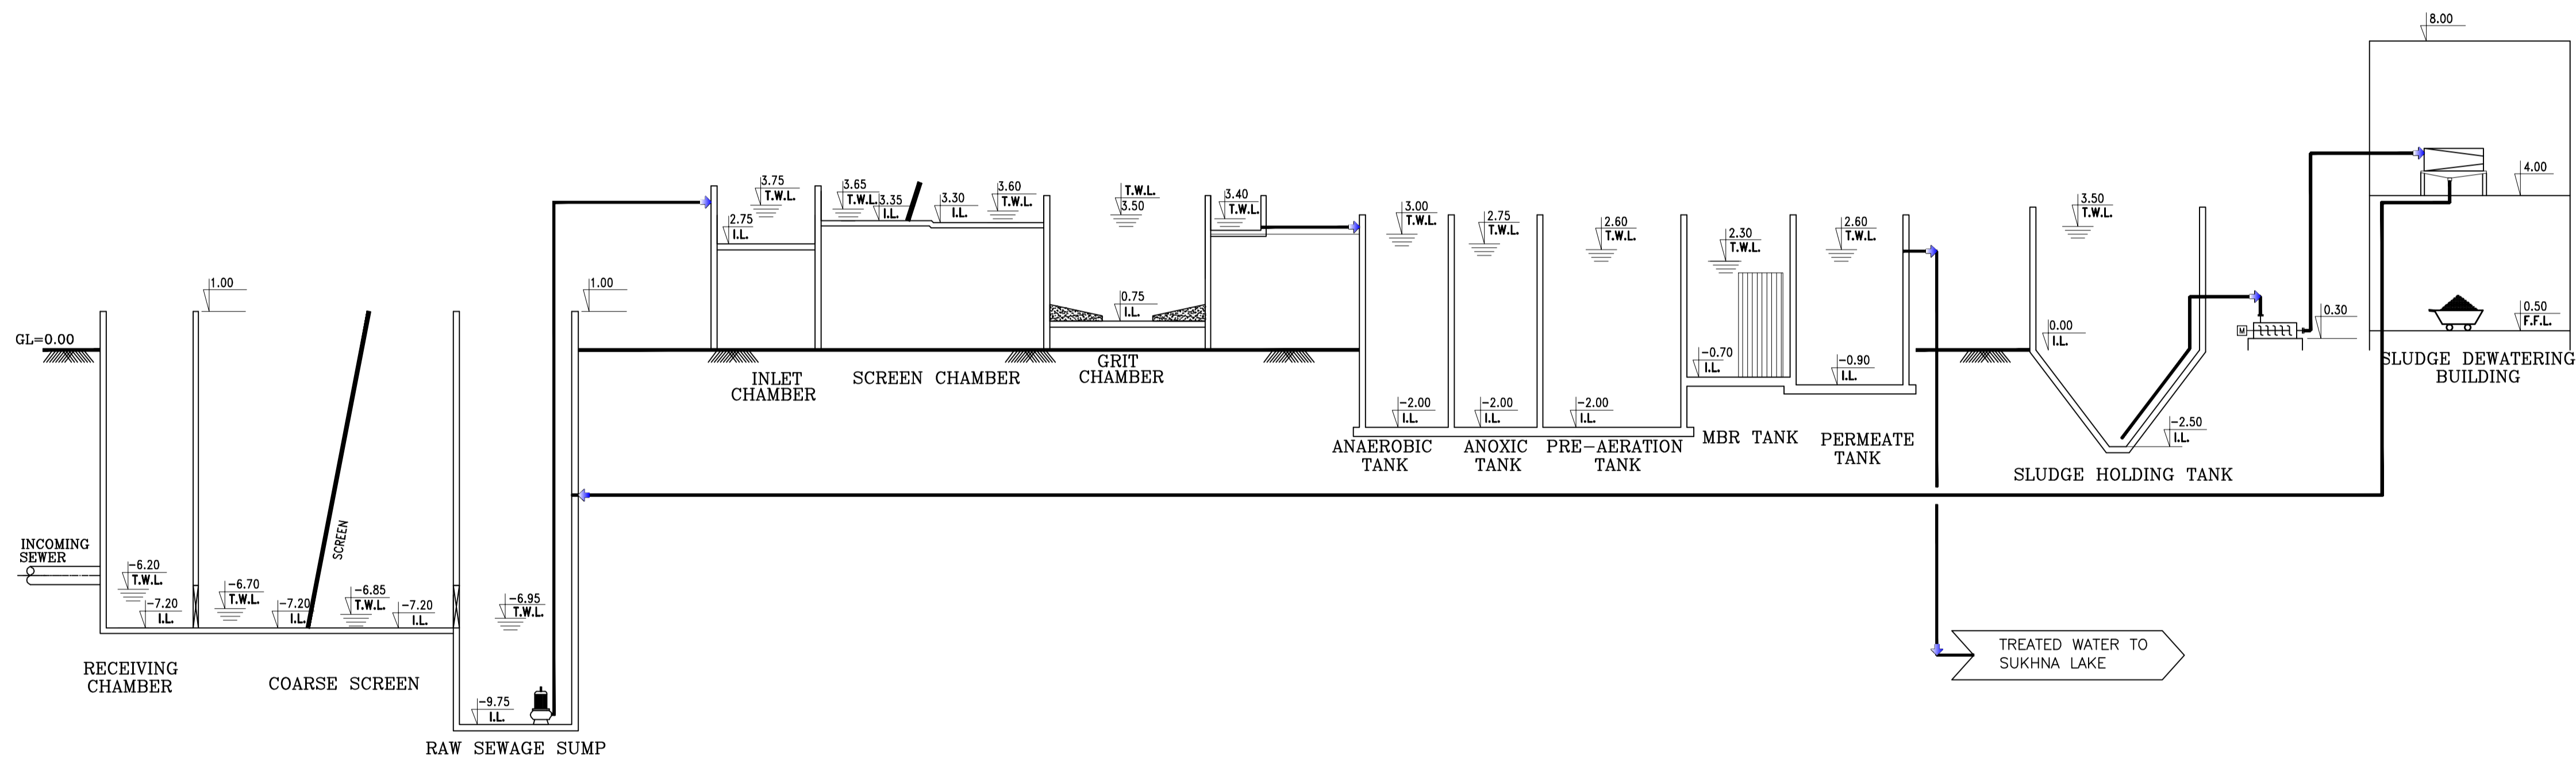 GL=0.00
INCOMING
SEWER
-6.20
T.W.L.
-7.20
I.L.
RECEIVING
CHAMBER
1.00
-6.70
T.W.L.
-7.20
I.L.
SCREEN
-6.85
T.W.L.
-7.20
I.L.
COARSE SCREEN
-6.95
T.W.L.
-9.75
I.L.
RAW SEWAGE SUMP
1.00
3.75
T.W.L.
2.75
I.L.
INLET
CHAMBER
3.65
T.W.L.
3.35
I.L.
3.30
I.L.
3.60
T.W.L.
SCREEN CHAMBER
T.W.L.
3.50
0.75
I.L.
GRIT
CHAMBER
3.40
T.W.L.
3.00
T.W.L.
-2.00
I.L.
ANAEROBIC
TANK
2.75
T.W.L.
-2.00
I.L.
ANOXIC
TANK
2.60
T.W.L.
-2.00
I.L.
PRE-AERATION
TANK
2.30
T.W.L.
-0.70
I.L.
MBR TANK
2.60
T.W.L.
-0.90
I.L.
PERMEATE
TANK
TREATED WATER TO
SUKHNA LAKE
3.50
T.W.L.
0.00
I.L.
-2.50
I.L.
SLUDGE HOLDING TANK
M
0.30
8.00
4.00
0.50
F.F.L.
SLUDGE DEWATERING
BUILDING